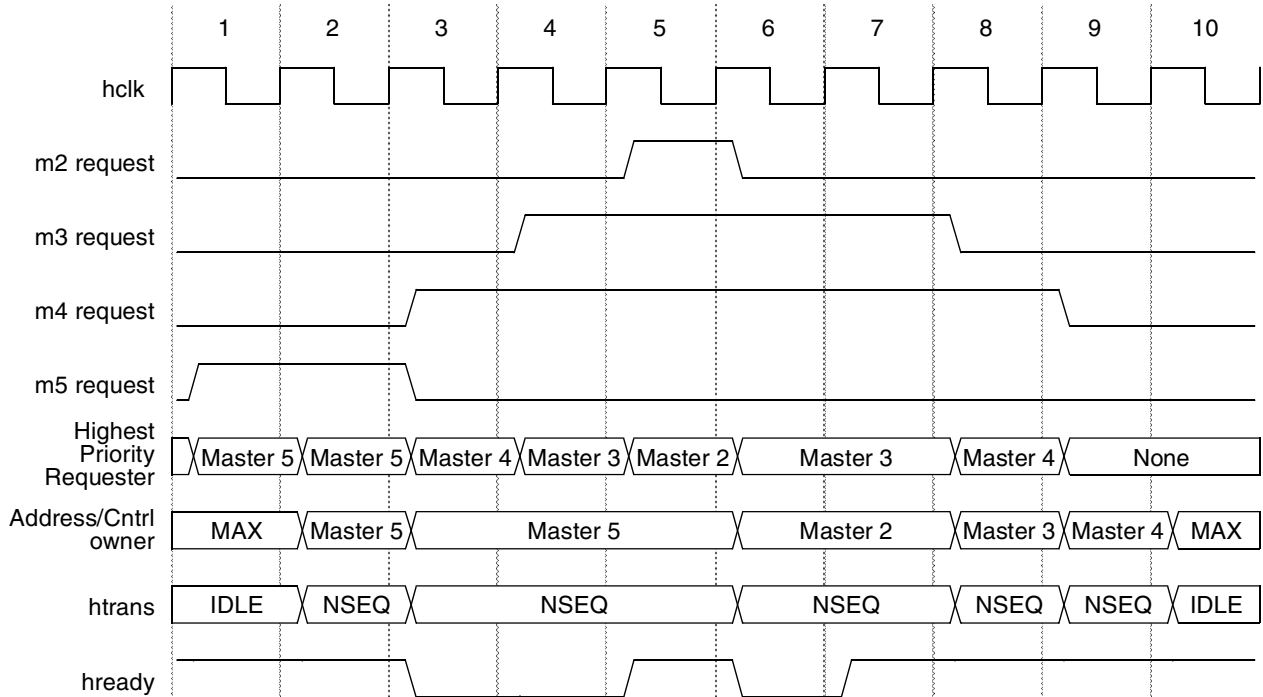 1 2 3 4 5 6 7 8 9 10
hclk
m2 request
m3 request
m4 request
m5 request
Highest
Priority
Requester
Master 5 Master 5 Master 4 Master 3 Master 2 Master 3 Master 4 None
Address/Cntrl
owner
MAX Master 5 Master 5 Master 2 Master 3 Master 4 MAX
htrans IDLE NSEQ NSEQ NSEQ NSEQ NSEQ IDLE
hready